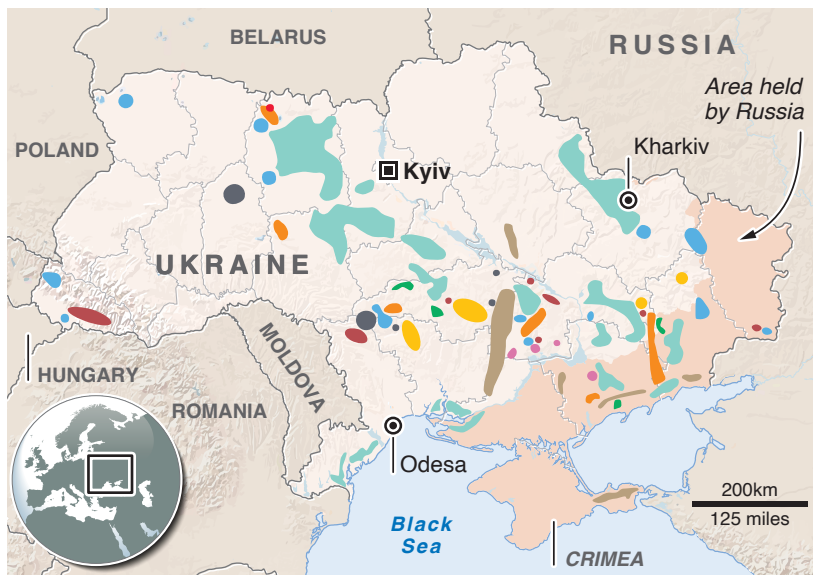 BELARUS
RUSSIA
Area held
by Russia
POLAND
Kharkiv
Kyiv
UKRAINE
MOLDOVA
HUNGARY
ROMANIA
Odesa
200km
125 miles
Black
Sea
CRIMEA